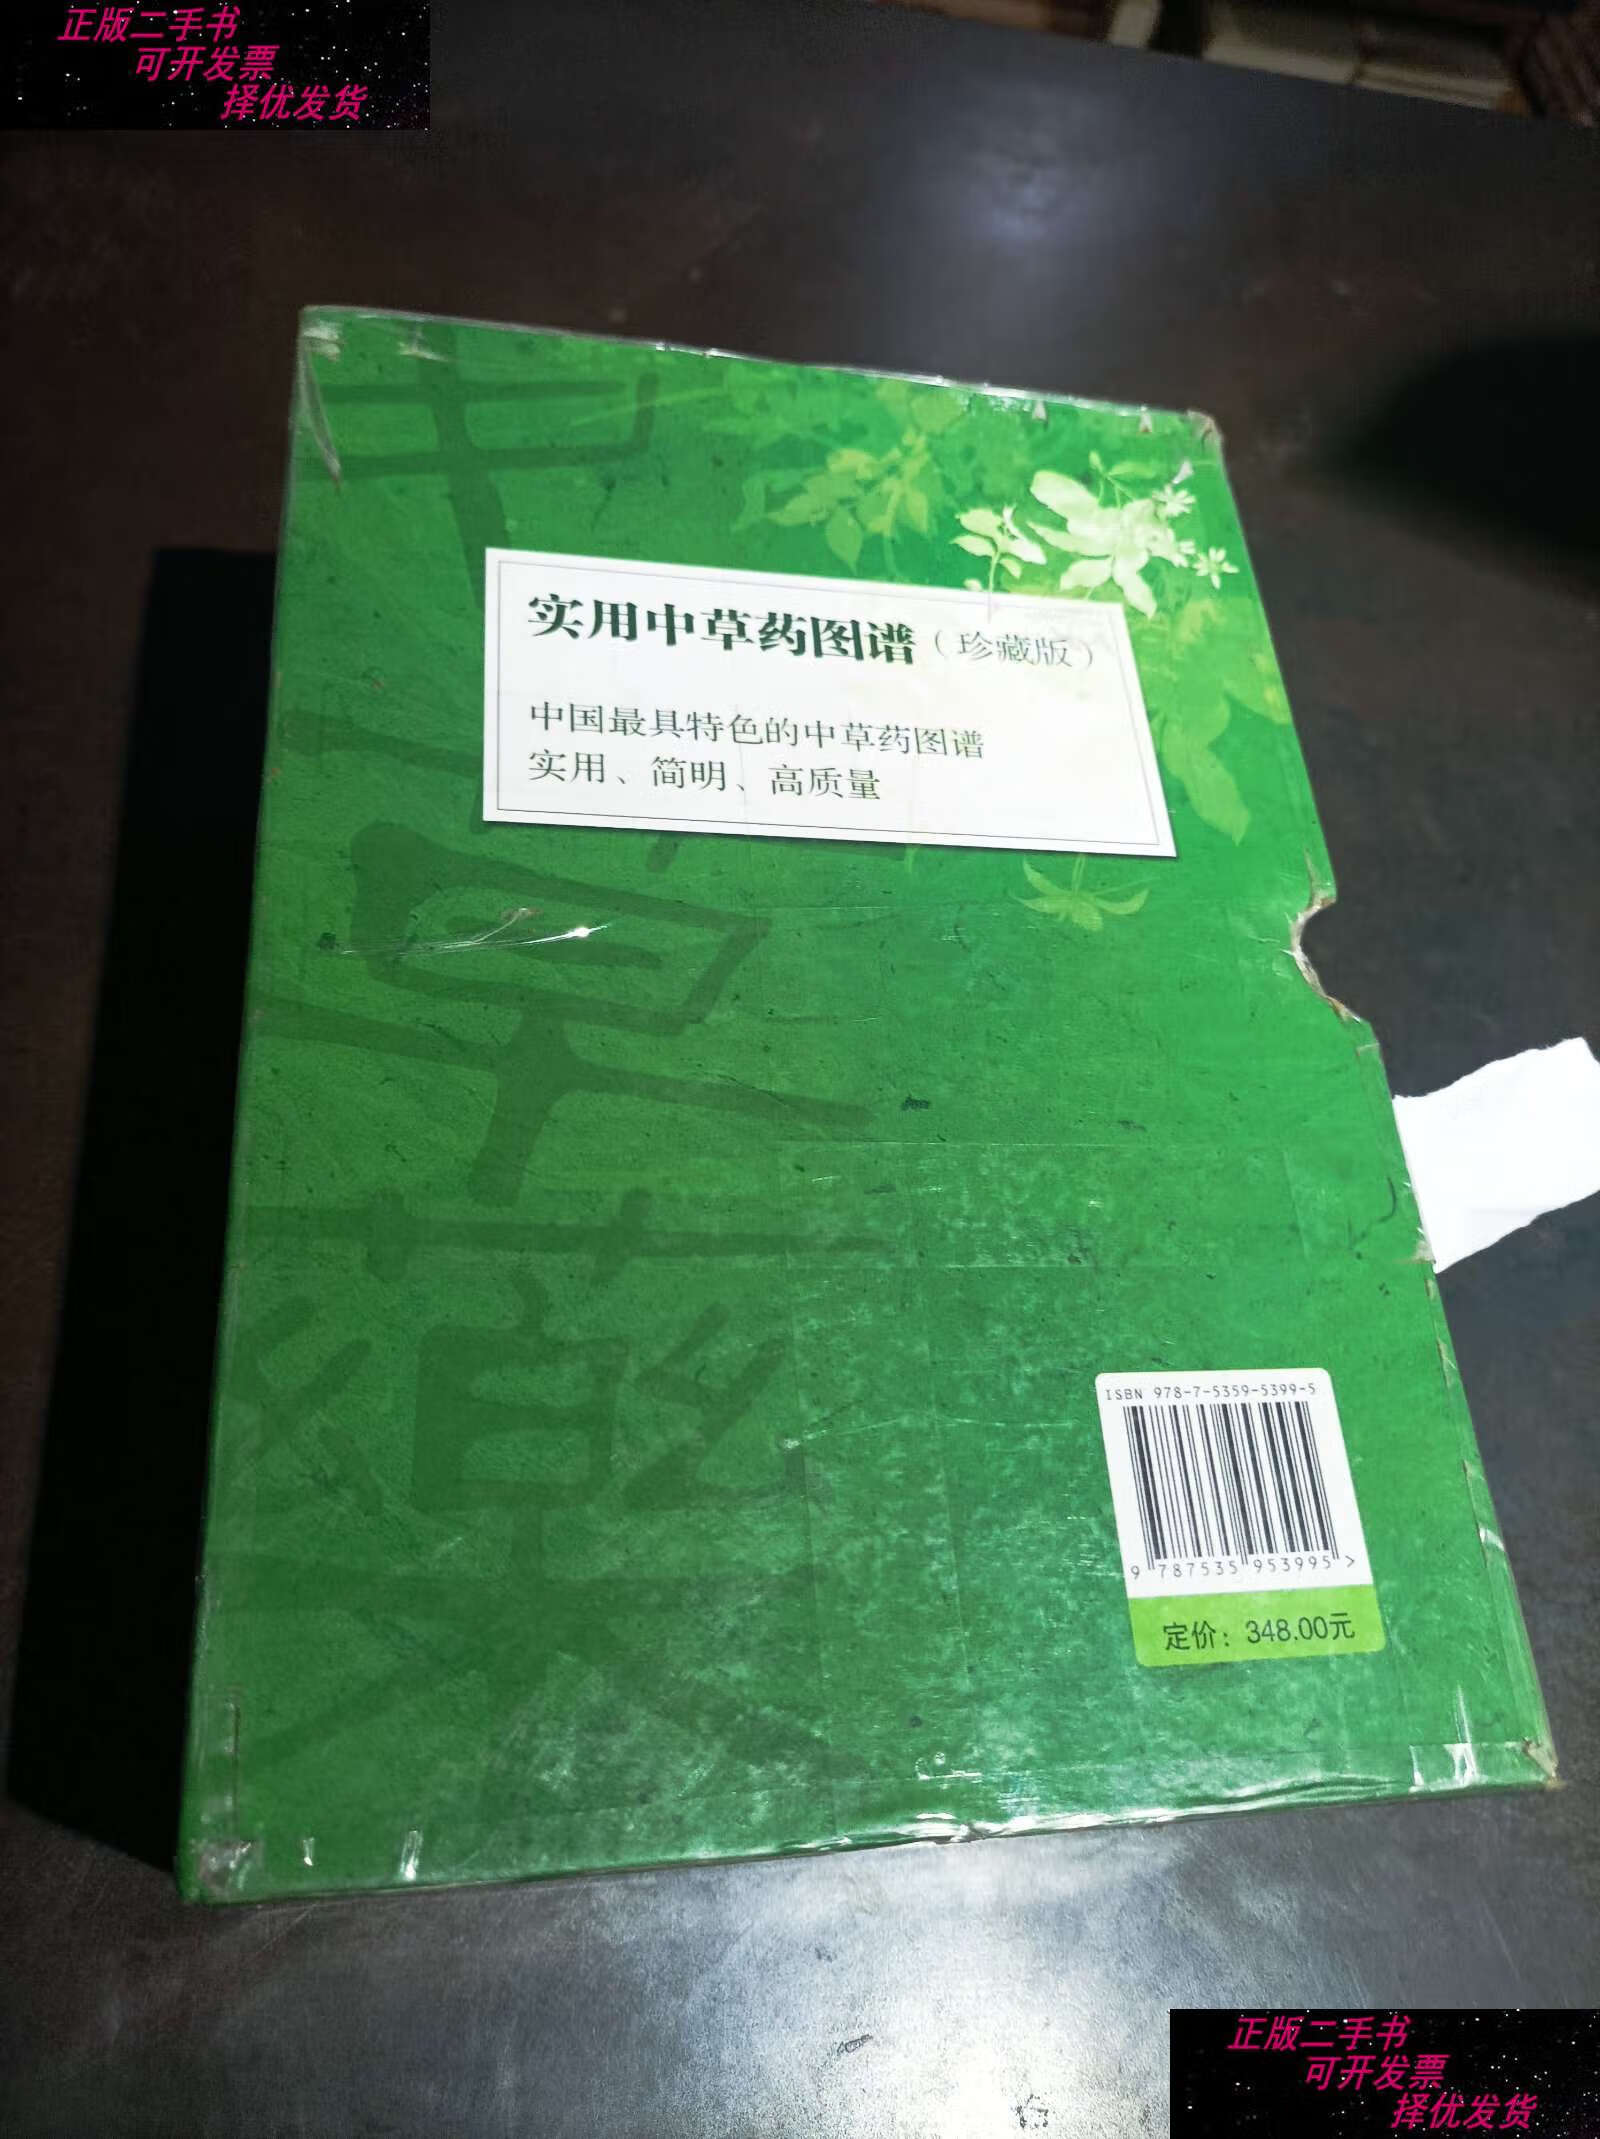 正版二手书
可开发票
择优发货
实用中草药图谱（珍藏版）
中国最具特色的中草药图谱
实用、简明、高质量
中
草
藥
ISBN 978-7-5359-5399-5
9 787535 953995 >
定价：348.00元
正版二手书
可开发票
择优发货